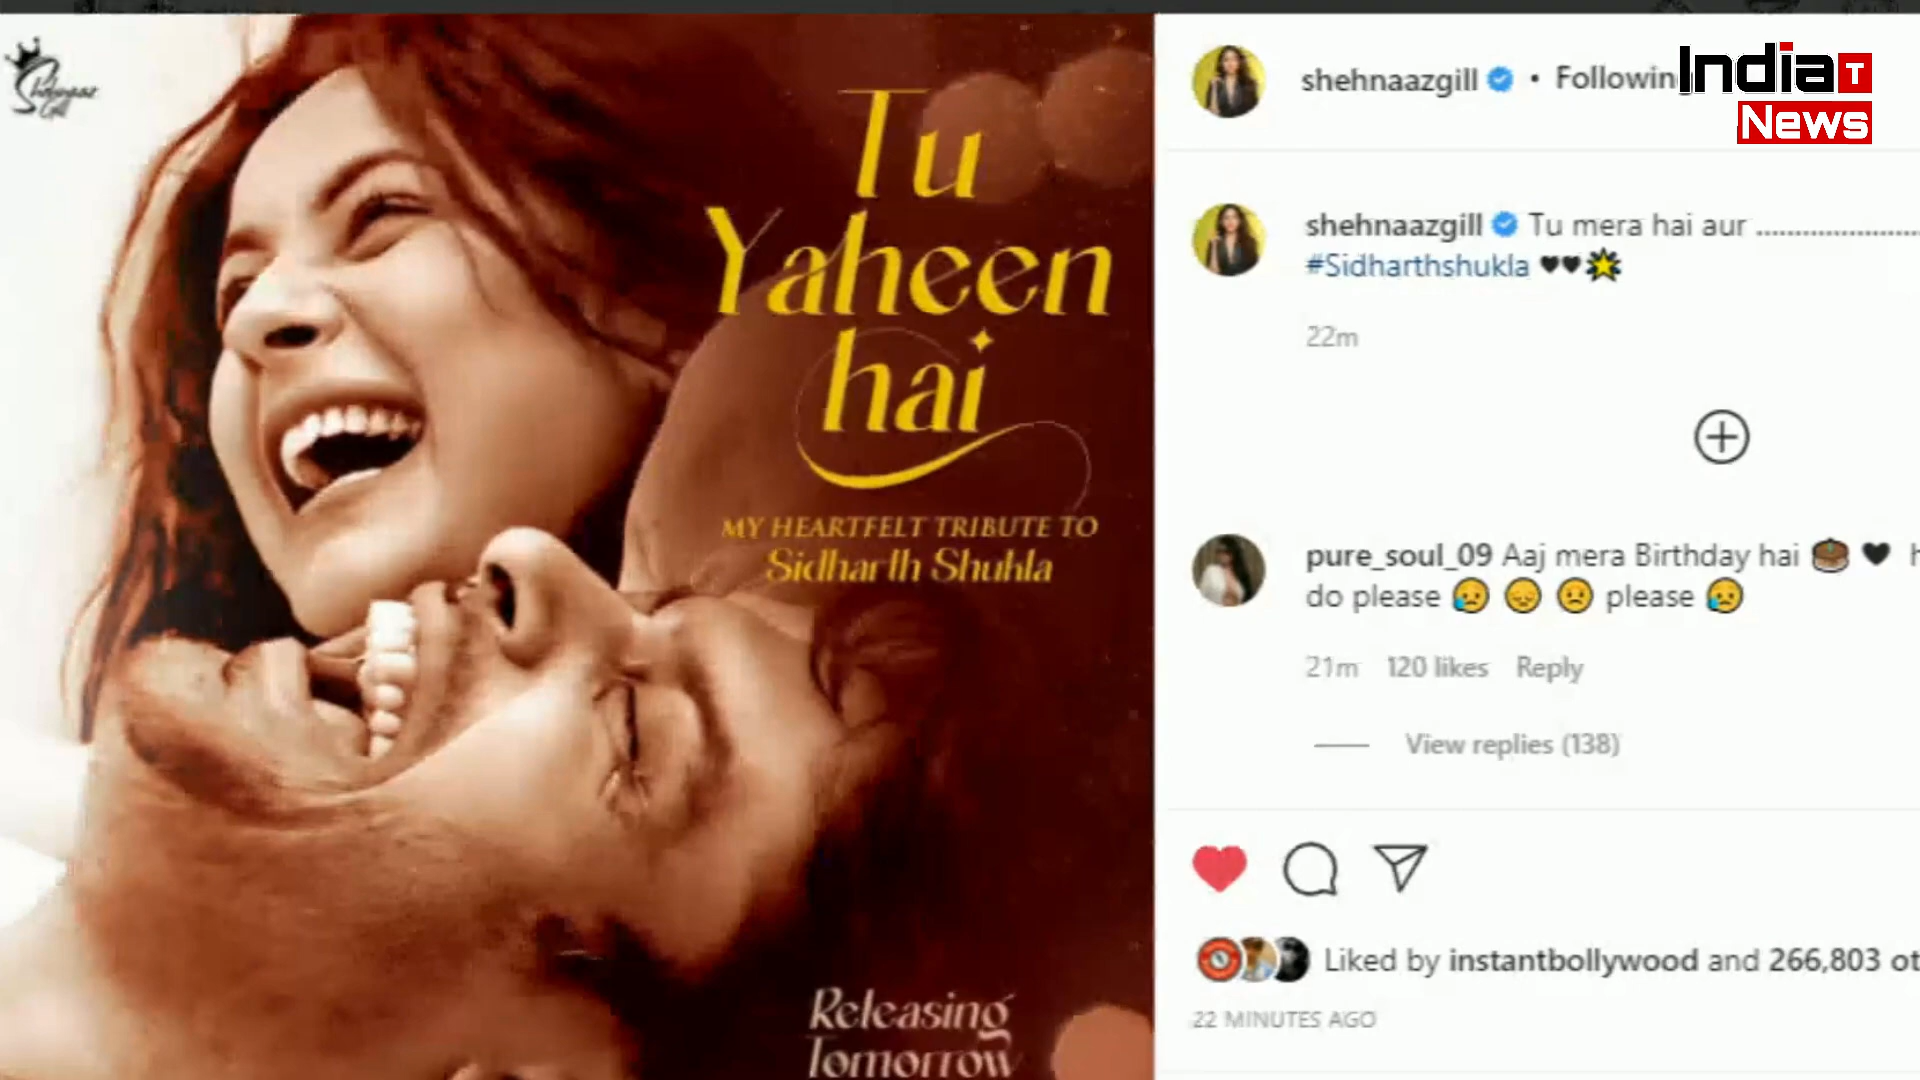 Shehnaaz
Gill
Tu
Yaheen
hai
MY HEARTFELT TRIBUTE TO
Sidharth Shukla
Releasing
Tomorrow
shehnaazgill • Followin
India T
News
shehnaazgill Tu mera hai aur ......................
#Sidharthshukla 🖤🖤🌟
22m
pure_soul_09 Aaj mera Birthday hai 🎂 🖤 h
do please 😥 😞 ☹️ please 😥
21m 120 likes Reply
View replies (138)
Liked by instantbollywood and 266,803 ot
22 MINUTES AGO